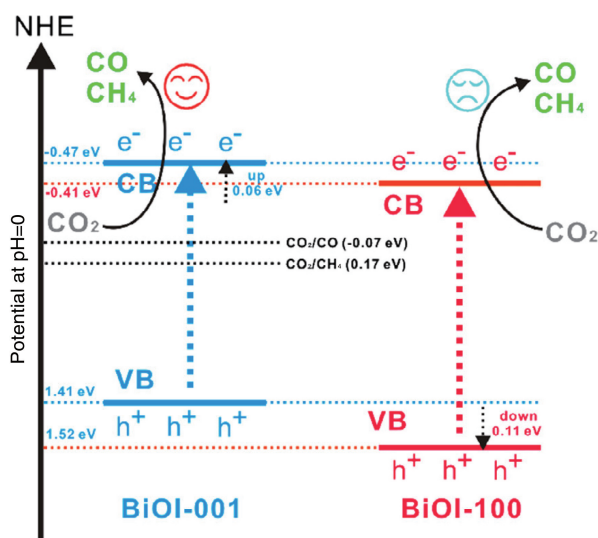 NHE
CO
CH₄
CO
CH₄
e⁻ e⁻ e⁻
-0.47 eV
e⁻ e⁻ e⁻
up
0.06 eV
CB
-0.41 eV
CB
CO₂
CO₂
CO₂/CO (-0.07 eV)
CO₂/CH₄ (0.17 eV)
Potential at pH=0
VB
1.41 eV
h⁺ h⁺ h⁺
VB
down
0.11 eV
1.52 eV
h⁺ h⁺ h⁺
BiOI-001
BiOI-100